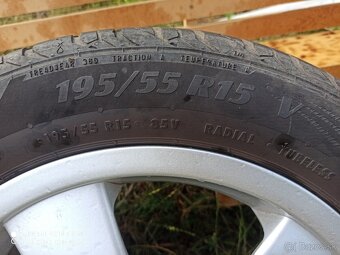 TREADWEAR 360 TRACTION A TEMPERATURE A
195/55 R15 V
195/55 R15 - 85V RADIAL - TUBELESS